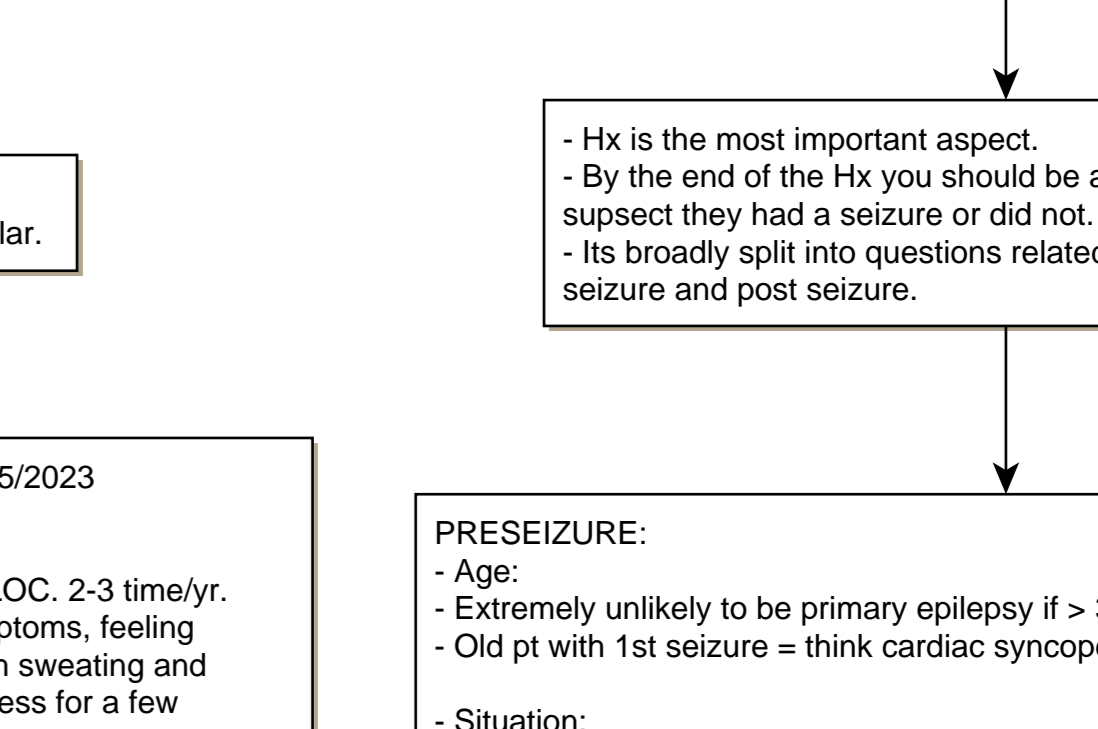 lar.
5/2023
LOC. 2-3 time/yr.
ptoms, feeling
sweating and
ess for a few
- Hx is the most important aspect.
- By the end of the Hx you should be a
supsect they had a seizure or did not.
- Its broadly split into questions related
seizure and post seizure.
PRESEIZURE:
- Age:
- Extremely unlikely to be primary epilepsy if >
- Old pt with 1st seizure = think cardiac syncope
- Situation: